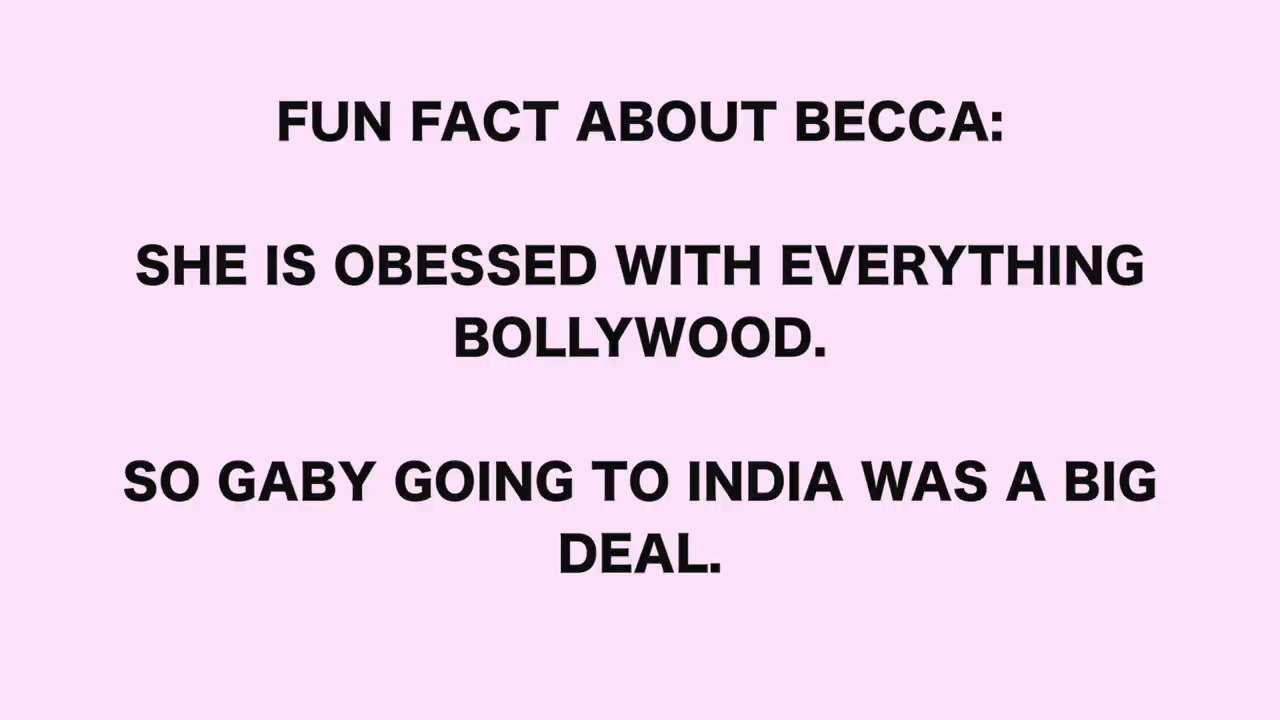 FUN FACT ABOUT BECCA:
SHE IS OBESSED WITH EVERYTHING
BOLLYWOOD.
SO GABY GOING TO INDIA WAS A BIG
DEAL.